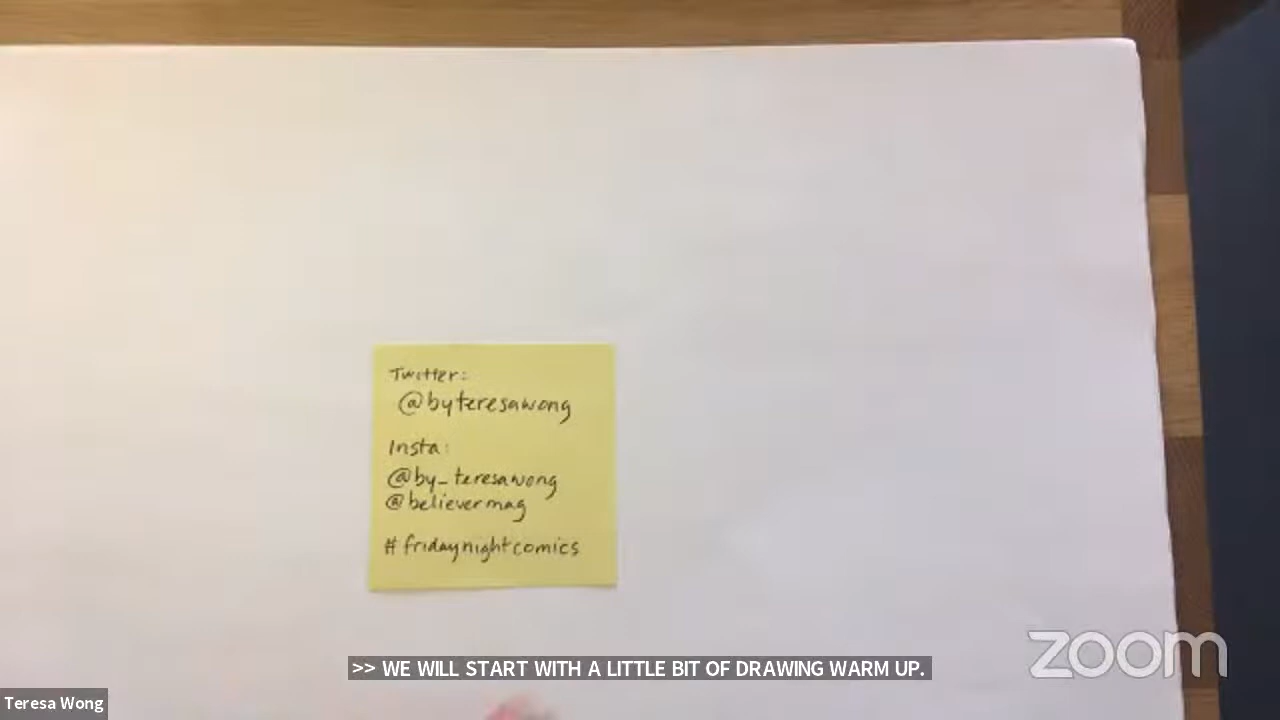 Twitter:
@byteresawong
Insta:
@by_teresawong
@believermag
#fridaynightcomics
>> WE WILL START WITH A LITTLE BIT OF DRAWING WARM UP.
zoom
Teresa Wong